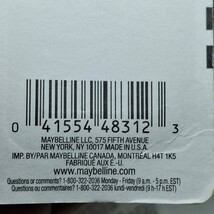 0 41554 48312 3
MAYBELLINE LLC, 575 FIFTH AVENUE
NEW YORK, NY 10017 MADE IN U.S.A.
IMP. BY/PAR MAYBELLINE CANADA, MONTRÉAL H4T 1K5
FABRIQUÉ AUX É.-U.
www.maybelline.com
Questions or comments? 1-800-322-2036 Monday - Friday (9 a.m. - 5 p.m. EST)
Questions ou commentaires? 1-800-322-2036 lundi-vendredi (9 h-17 h EST)